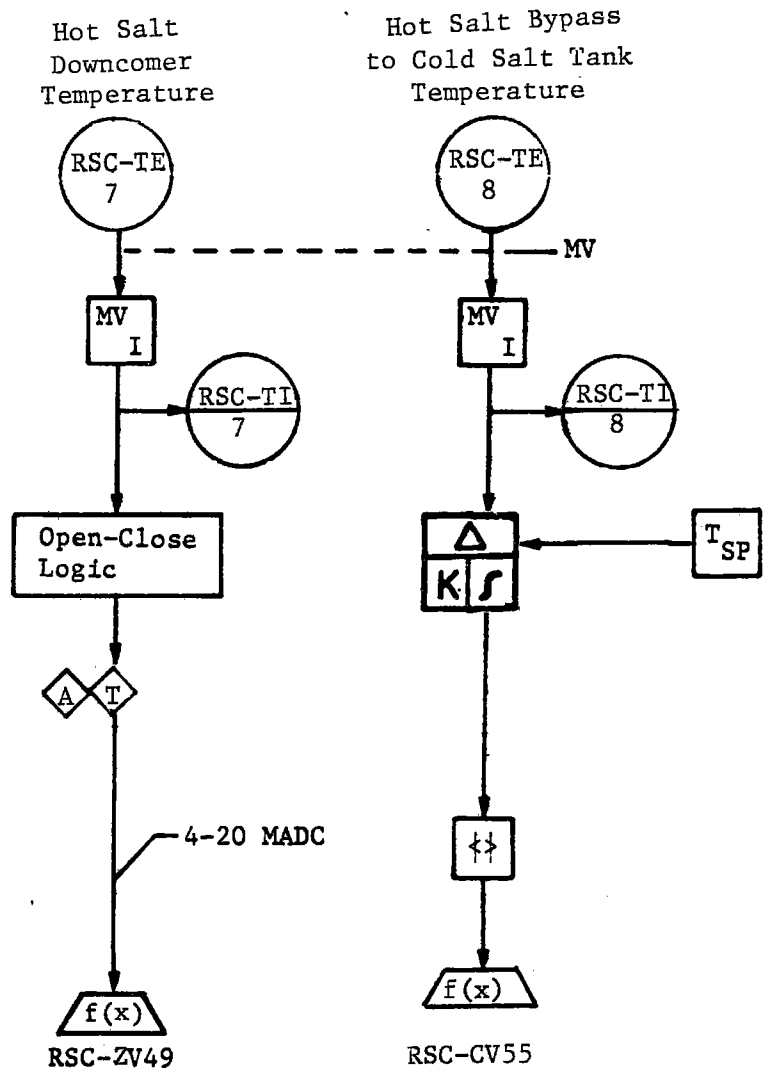 Hot Salt
Downcomer
Temperature
Hot Salt Bypass
to Cold Salt Tank
Temperature
RSC-TE
7
RSC-TE
8
MV
MV
I
MV
I
RSC-TI
7
RSC-TI
8
Open-Close
Logic
Δ
K ∫
T SP
A T
4-20 MADC
<>
f(x)
f(x)
RSC-ZV49
RSC-CV55